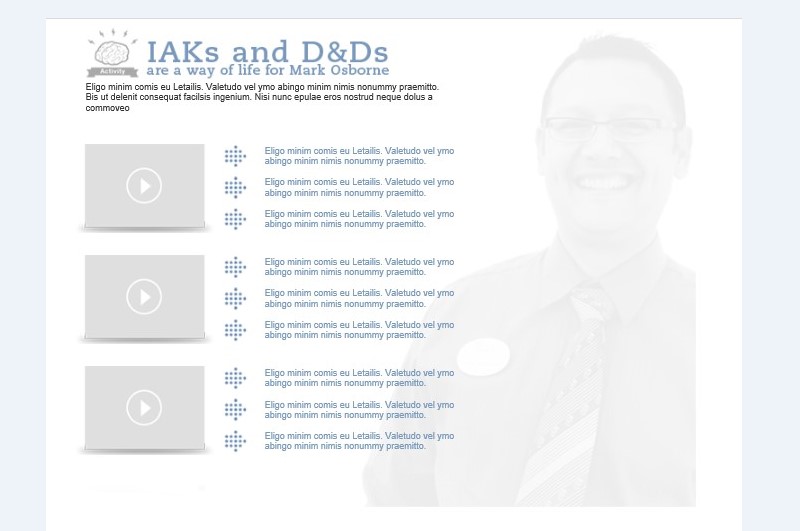 Activity
IAKs and D&Ds
are a way of life for Mark Osborne
Eligo minim comis eu Letailis. Valetudo vel ymo abingo minim nimis nonummy praemitto.
Bis ut delenit consequat facilsis ingenium. Nisi nunc epulae eros nostrud neque dolus a
commoveo
Eligo minim comis eu Letailis. Valetudo vel ymo
abingo minim nimis nonummy praemitto.
Eligo minim comis eu Letailis. Valetudo vel ymo
abingo minim nimis nonummy praemitto.
Eligo minim comis eu Letailis. Valetudo vel ymo
abingo minim nimis nonummy praemitto.
Eligo minim comis eu Letailis. Valetudo vel ymo
abingo minim nimis nonummy praemitto.
Eligo minim comis eu Letailis. Valetudo vel ymo
abingo minim nimis nonummy praemitto.
Eligo minim comis eu Letailis. Valetudo vel ymo
abingo minim nimis nonummy praemitto.
Eligo minim comis eu Letailis. Valetudo vel ymo
abingo minim nimis nonummy praemitto.
Eligo minim comis eu Letailis. Valetudo vel ymo
abingo minim nimis nonummy praemitto.
Eligo minim comis eu Letailis. Valetudo vel ymo
abingo minim nimis nonummy praemitto.